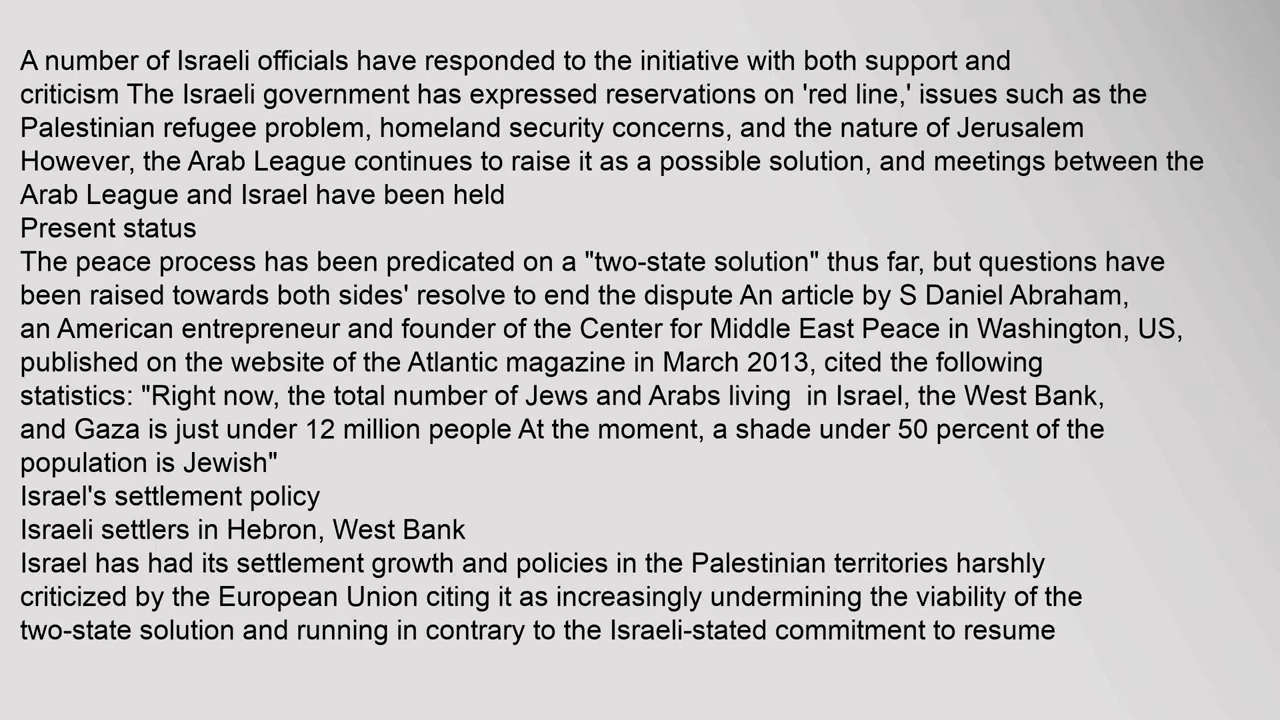 A number of Israeli officials have responded to the initiative with both support and
criticism The Israeli government has expressed reservations on 'red line,' issues such as the
Palestinian refugee problem, homeland security concerns, and the nature of Jerusalem
However, the Arab League continues to raise it as a possible solution, and meetings between the
Arab League and Israel have been held
Present status
The peace process has been predicated on a "two-state solution" thus far, but questions have
been raised towards both sides' resolve to end the dispute An article by S Daniel Abraham,
an American entrepreneur and founder of the Center for Middle East Peace in Washington, US,
published on the website of the Atlantic magazine in March 2013, cited the following
statistics: "Right now, the total number of Jews and Arabs living  in Israel, the West Bank,
and Gaza is just under 12 million people At the moment, a shade under 50 percent of the
population is Jewish"
Israel's settlement policy
Israeli settlers in Hebron, West Bank
Israel has had its settlement growth and policies in the Palestinian territories harshly
criticized by the European Union citing it as increasingly undermining the viability of the
two-state solution and running in contrary to the Israeli-stated commitment to resume